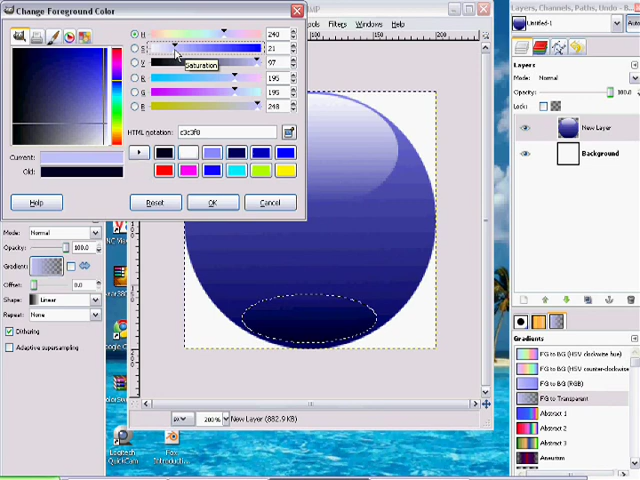 Change Foreground Color
H 240
S 21
V 97
R 195
G 195
B 248
Saturation
HTML notation: c3c3f8
Current:
Old:
Help
Reset
OK
Cancel
Mode: Normal
Opacity: 100.0
Gradient:
Offset: 0.0
Shape: Linear
Repeat: None
Dithering
Adaptive supersampling
Filters Windows Help
100
200
px
200%
New Layer (882.9 KB)
Logitech
QuickCam
Fox
Layers, Channels, Paths, Undo - B
Untitled-1
Auto
Layers
Mode: Normal
Opacity: 100.0
Lock:
New Layer
Background
Gradients
FG to BG (HSV clockwise hue)
FG to BG (HSV counter-clockwise
FG to BG (RGB)
FG to Transparent
Abstract 1
Abstract 2
Abstract 3
Aneurism